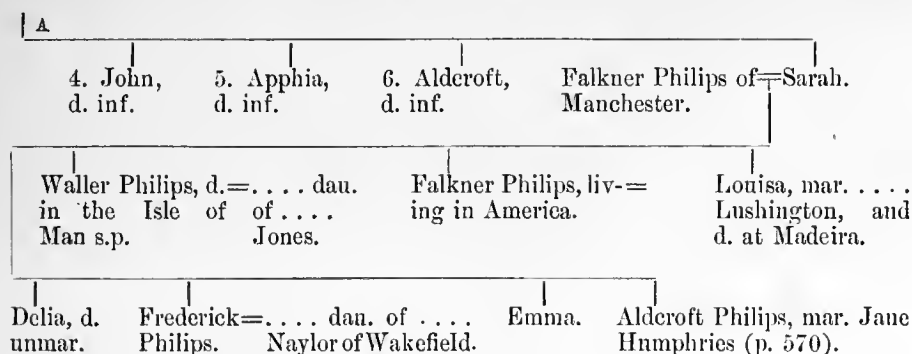 A
4. John,
d. inf.
5. Apphia,
d. inf.
6. Aldcroft,
d. inf.
Falkner Philips of=Sarah.
Manchester.
Waller Philips, d.=.... dau.
in the Isle of of ....
Man s.p. Jones.
Falkner Philips, liv-=
ing in America.
Louisa, mar. ....
Lushington, and
d. at Madeira.
Delia, d.
unmar.
Frederick=.... dau. of ....
Philips. Naylor of Wakefield.
Emma.
Aldcroft Philips, mar. Jane
Humphries (p. 570).